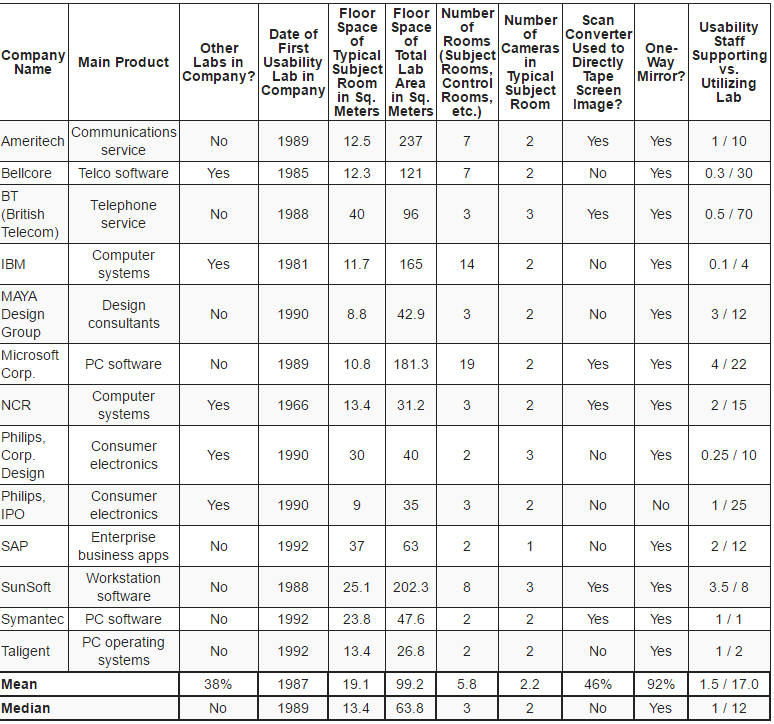 Company Name | Main Product | Other Labs in Company? | Date of First Usability Lab in Company | Floor Space of Typical Subject Room in Sq. Meters | Floor Space of Total Lab Area in Sq. Meters | Number of Rooms (Subject Rooms, Control Rooms, etc.) | Number of Cameras in Typical Subject Room | Scan Converter Used to Directly Tape Screen Image? | One-Way Mirror? | Usability Staff Supporting vs. Utilizing Lab
Ameritech | Communications service | No | 1989 | 12.5 | 237 | 7 | 2 | Yes | Yes | 1 / 10
Bellcore | Telco software | Yes | 1985 | 12.3 | 121 | 7 | 2 | No | Yes | 0.3 / 30
BT (British Telecom) | Telephone service | No | 1988 | 40 | 96 | 3 | 3 | Yes | Yes | 0.5 / 70
IBM | Computer systems | Yes | 1981 | 11.7 | 165 | 14 | 2 | No | Yes | 0.1 / 4
MAYA Design Group | Design consultants | No | 1990 | 8.8 | 42.9 | 3 | 2 | No | Yes | 3 / 12
Microsoft Corp. | PC software | No | 1989 | 10.8 | 181.3 | 19 | 2 | Yes | Yes | 4 / 22
NCR | Computer systems | Yes | 1966 | 13.4 | 31.2 | 3 | 2 | Yes | Yes | 2 / 15
Philips, Corp. Design | Consumer electronics | Yes | 1990 | 30 | 40 | 2 | 3 | No | Yes | 0.25 / 10
Philips, IPO | Consumer electronics | Yes | 1990 | 9 | 35 | 3 | 2 | No | No | 1 / 25
SAP | Enterprise business apps | No | 1992 | 37 | 63 | 2 | 1 | No | Yes | 2 / 12
SunSoft | Workstation software | No | 1988 | 25.1 | 202.3 | 8 | 3 | Yes | Yes | 3.5 / 8
Symantec | PC software | No | 1992 | 23.8 | 47.6 | 2 | 2 | Yes | Yes | 1 / 1
Taligent | PC operating systems | No | 1992 | 13.4 | 26.8 | 2 | 2 | No | Yes | 1 / 2
Mean | 38% | 1987 | 19.1 | 99.2 | 5.8 | 2.2 | 46% | 92% | 1.5 / 17.0
Median | No | 1989 | 13.4 | 63.8 | 3 | 2 | No | Yes | 1 / 12